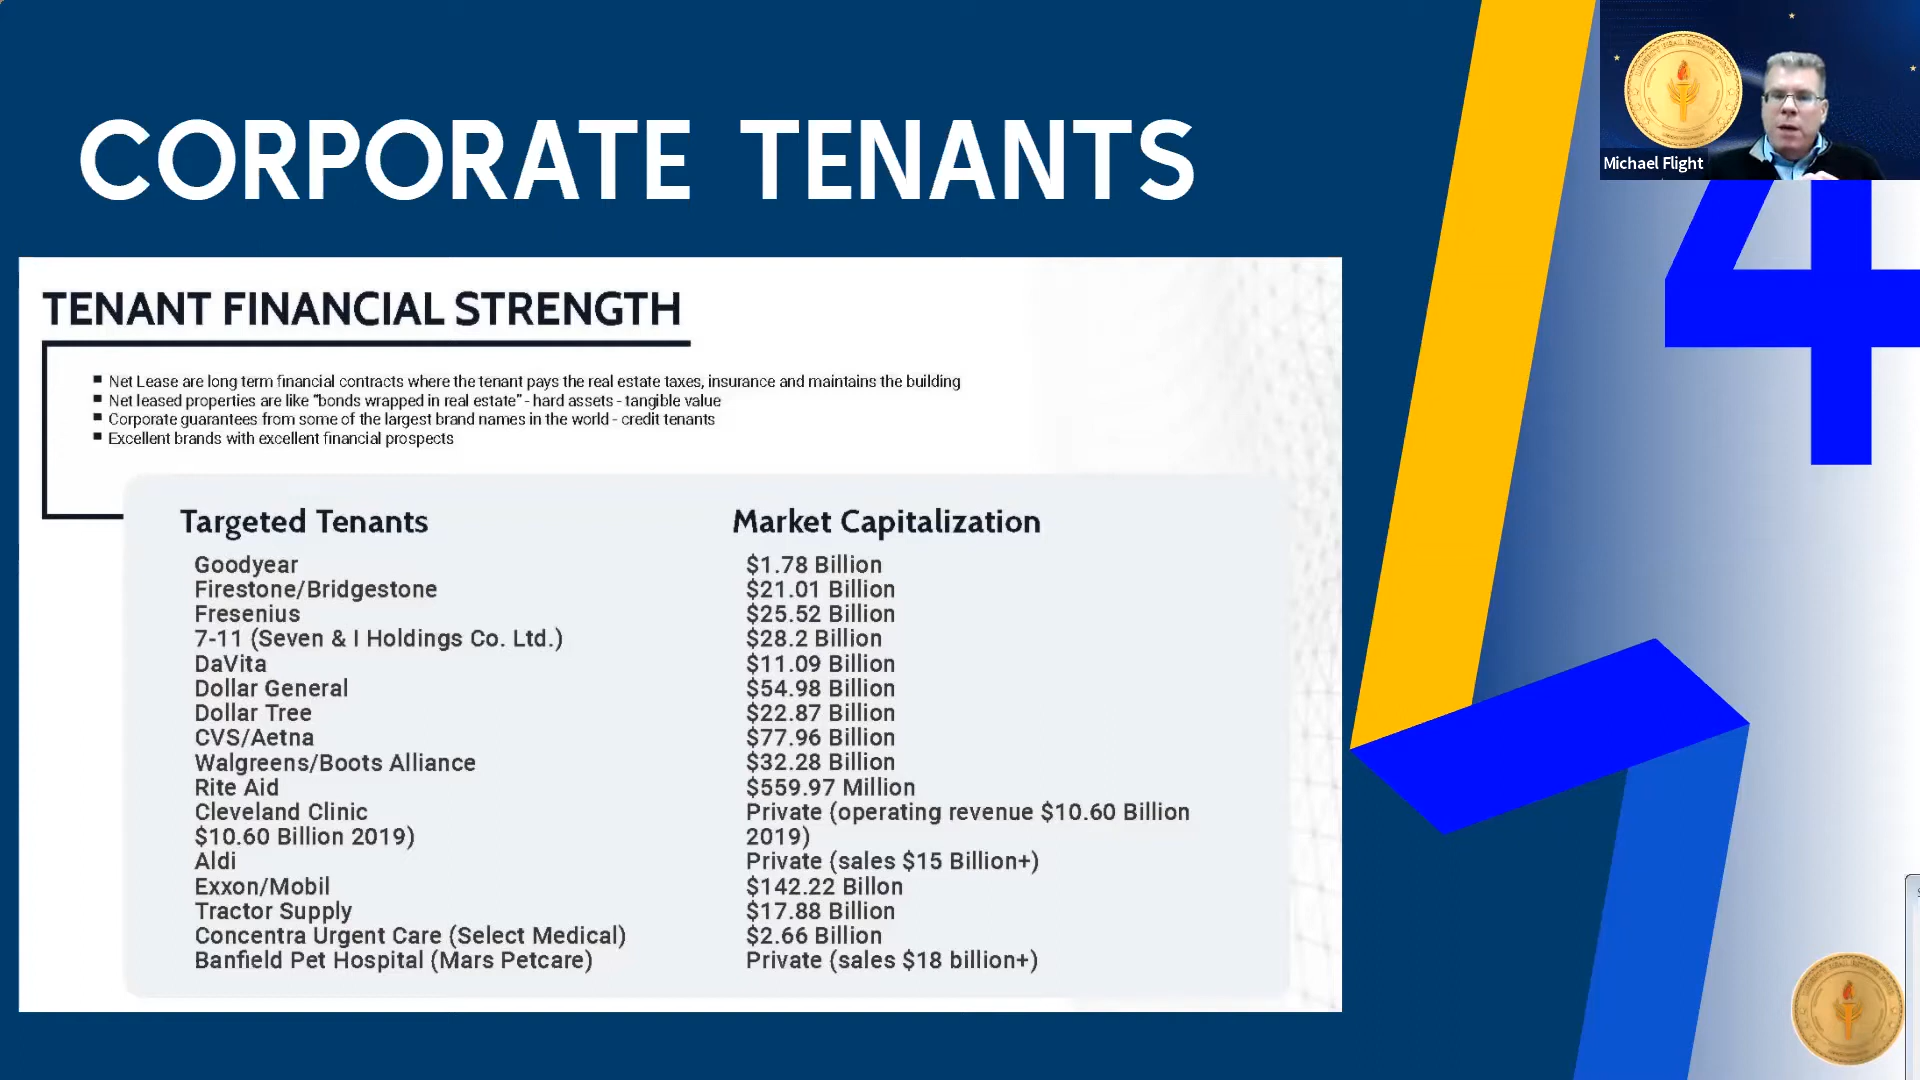 CORPORATE TENANTS
Michael Flight
4
TENANT FINANCIAL STRENGTH
▪ Net Lease are long term financial contracts where the tenant pays the real estate taxes, insurance and maintains the building
▪ Net leased properties are like “bonds wrapped in real estate” - hard assets - tangible value
▪ Corporate guarantees from some of the largest brand names in the world - credit tenants
▪ Excellent brands with excellent financial prospects
Targeted Tenants Market Capitalization
Goodyear $1.78 Billion
Firestone/Bridgestone $21.01 Billion
Fresenius $25.52 Billion
7-11 (Seven & I Holdings Co. Ltd.) $28.2 Billion
DaVita $11.09 Billion
Dollar General $54.98 Billion
Dollar Tree $22.87 Billion
CVS/Aetna $77.96 Billion
Walgreens/Boots Alliance $32.28 Billion
Rite Aid $559.97 Million
Cleveland Clinic Private (operating revenue $10.60 Billion
$10.60 Billion 2019) 2019)
Aldi Private (sales $15 Billion+)
Exxon/Mobil $142.22 Billon
Tractor Supply $17.88 Billion
Concentra Urgent Care (Select Medical) $2.66 Billion
Banfield Pet Hospital (Mars Petcare) Private (sales $18 billion+)